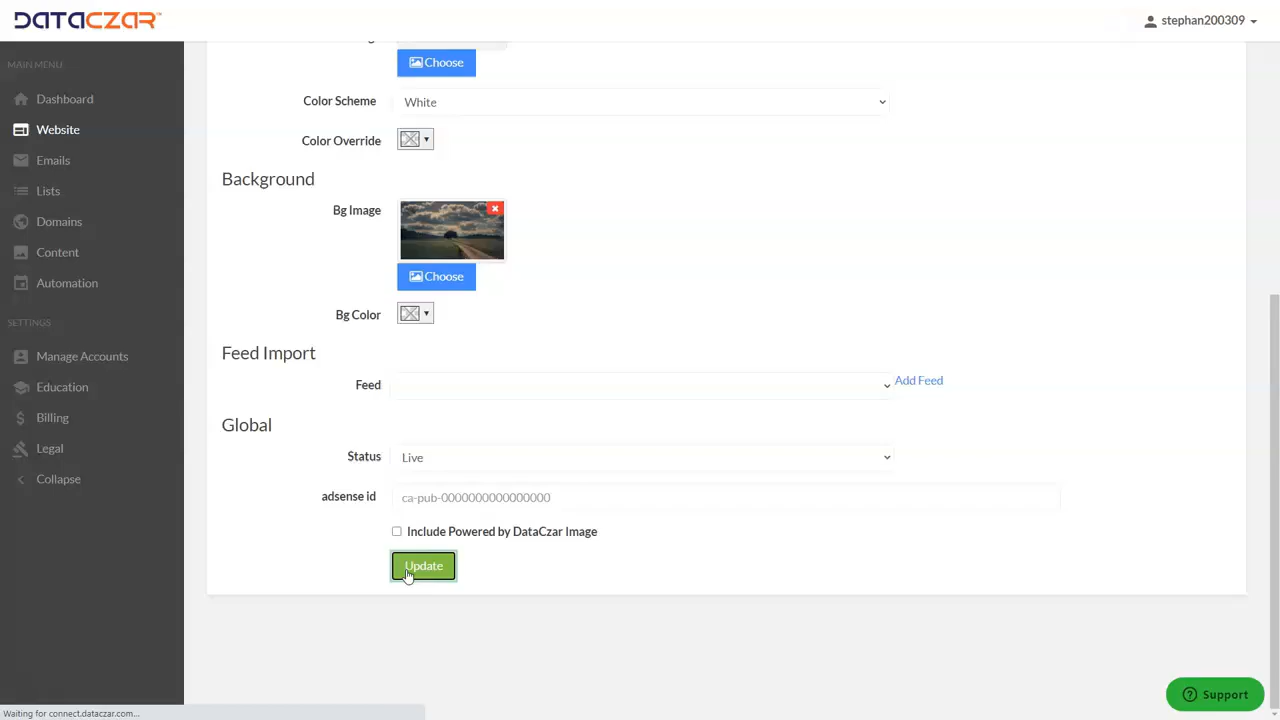 DATACZAR
stephan200309
MAIN MENU
Dashboard
Website
Emails
Lists
Domains
Content
Automation
SETTINGS
Manage Accounts
Education
Billing
Legal
Collapse
Choose
Color Scheme
White
Color Override
Background
Bg Image
Choose
Bg Color
Feed Import
Feed
Add Feed
Global
Status
Live
adsense id
ca-pub-0000000000000000
Include Powered by DataCzar Image
Update
Support
Waiting for connect.dataczar.com...